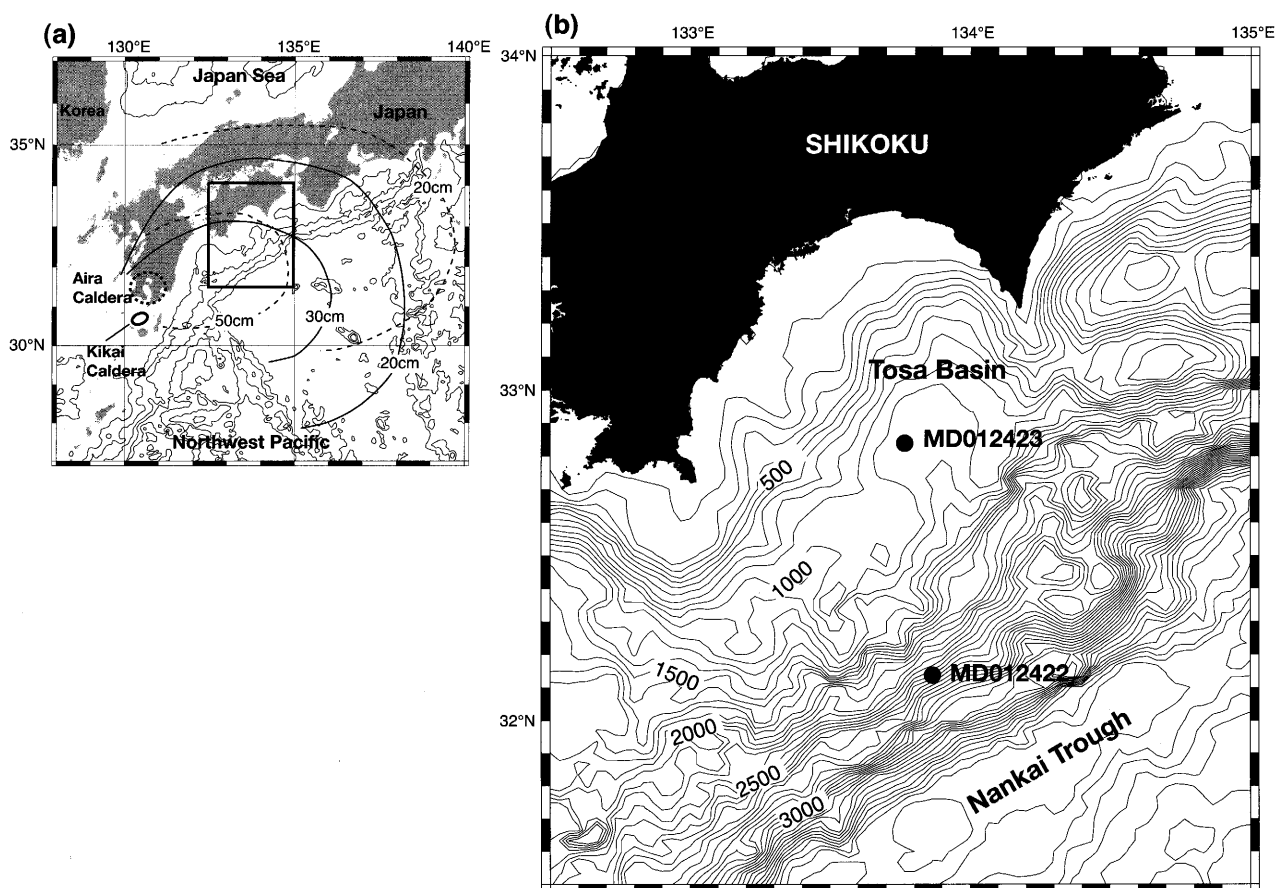 (a)
130°E
135°E
140°E
Japan Sea
Korea
Japan
35°N
20cm
Aira
Caldera
50cm
30cm
30°N
20cm
Kikai
Caldera
Northwest Pacific
(b)
133°E
134°E
135°E
34°N
SHIKOKU
Tosa Basin
33°N
MD012423
500
1000
1500
MD012422
32°N
2000
Nankai Trough
2500
3000